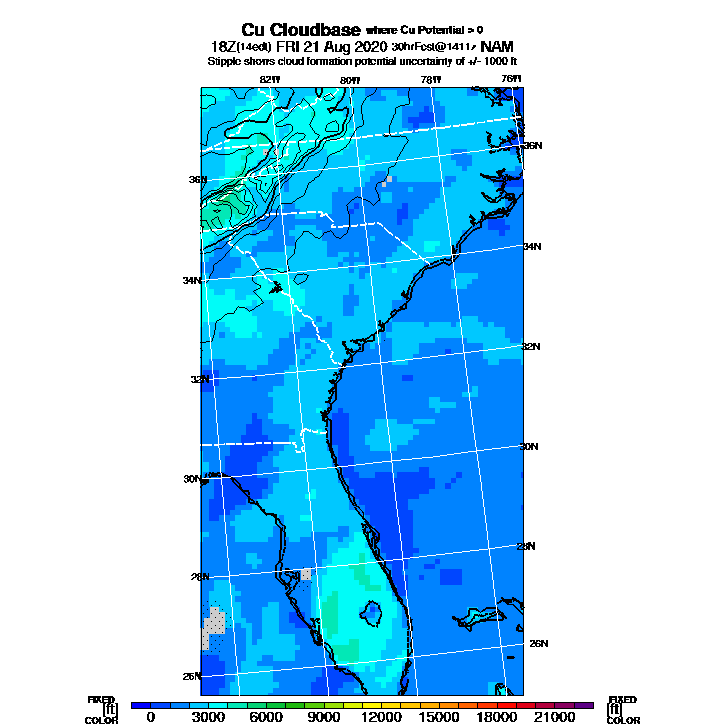 Cu Cloudbase where Cu Potential > 0
18Z(14edt) FRI 21 Aug 2020 30hrFcst@1411z NAM
Stipple shows cloud formation potential uncertainty of +/- 1000 ft
82W 80W 78W 76W
36N
36N
34N
34N
32N
32N
30N
30N
28N
28N
26N
26N
FIXED FIXED
[ft] [ft]
COLOR COLOR
0 3000 6000 9000 12000 15000 18000 21000